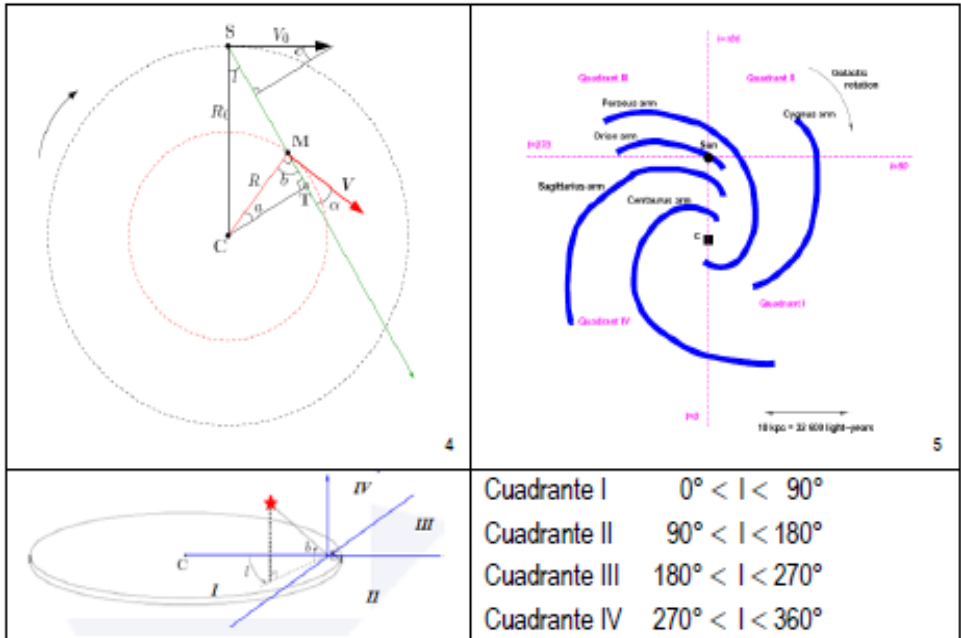 S
V₀
c
l
R₀
M
R
b
V
T
α
a
C
4
Quadrant III
Quadrant II
Galactic
rotation
Perseus arm
Cygnus arm
Orion arm
Sun
l=270
Sagittarius arm
Centaurus arm
C
Quadrant I
Quadrant IV
l=0
10 kpc = 32 600 light-years
5
IV
III
b
C
l
I
II
Cuadrante I 0° < l < 90°
Cuadrante II 90° < l < 180°
Cuadrante III 180° < l < 270°
Cuadrante IV 270° < l < 360°